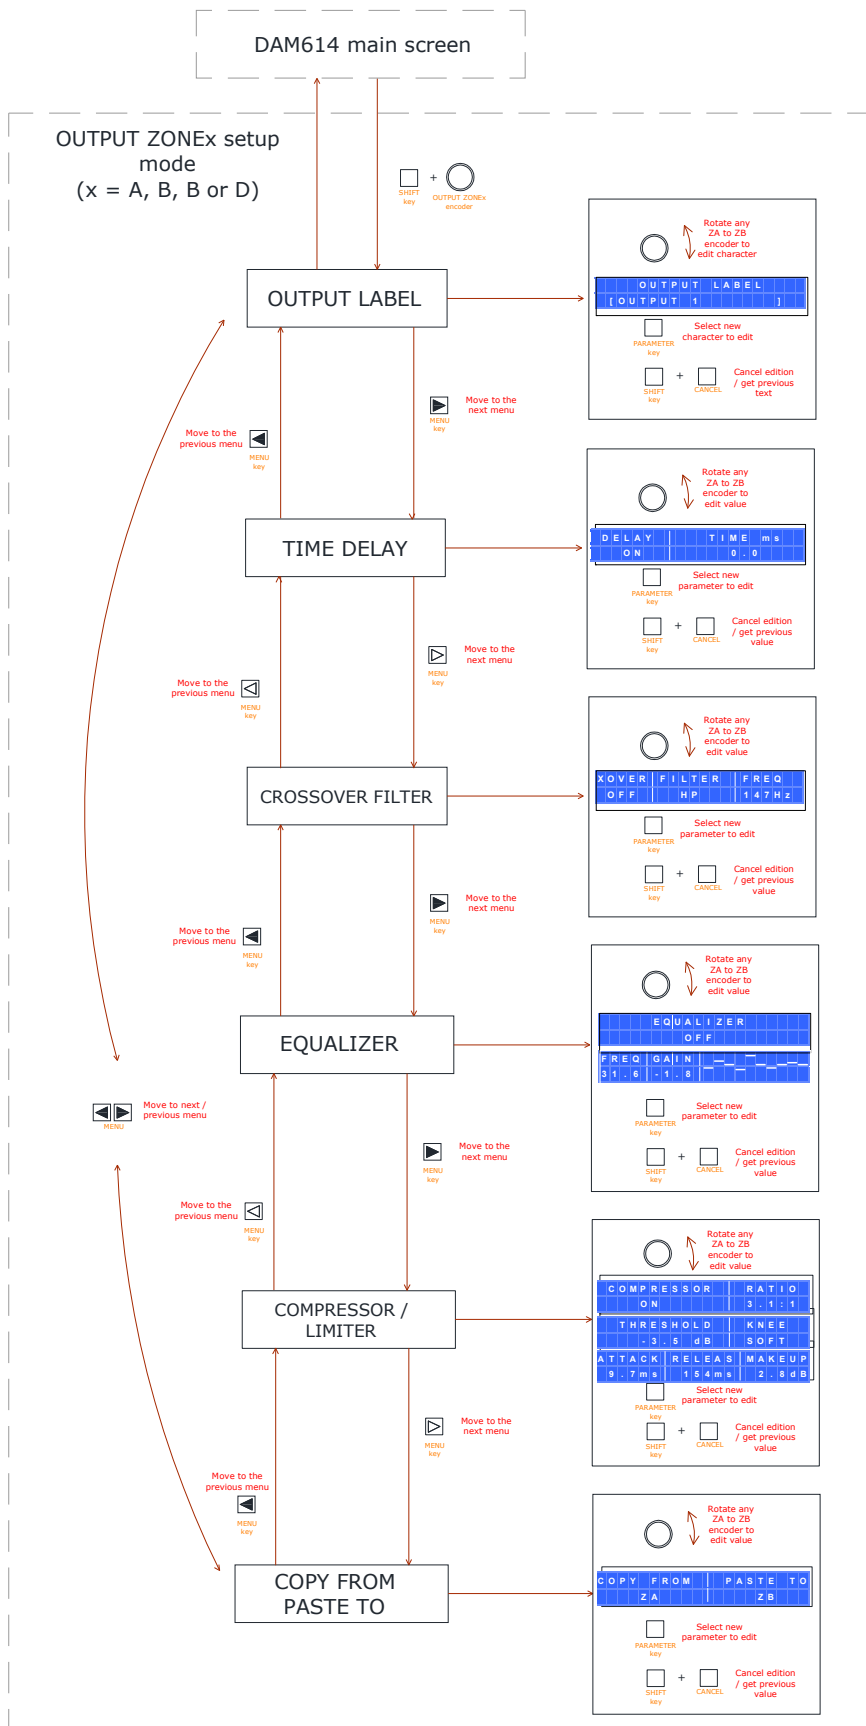 DAM614 main screen
OUTPUT ZONEx setup
mode
(x = A, B, B or D)
SHIFT
key
+
OUTPUT ZONEx
encoder
OUTPUT LABEL
Rotate any
ZA to ZB
encoder to
edit character
OUTPUT LABEL
[OUTPUT 1 ]
PARAMETER
key
Select new
character to edit
SHIFT
key
+
CANCEL
Cancel edition
/ get previous
text
Move to the
previous menu
MENU
key
MENU
key
Move to the
next menu
TIME DELAY
Rotate any
ZA to ZB
encoder to
edit value
DELAY TIME ms
ON 0.0
PARAMETER
key
Select new
parameter to edit
SHIFT
key
+
CANCEL
Cancel edition
/ get previous
value
Move to the
previous menu
MENU
key
MENU
key
Move to the
next menu
CROSSOVER FILTER
Rotate any
ZA to ZB
encoder to
edit value
XOVER FILTER FREQ
OFF HP 147Hz
PARAMETER
key
Select new
parameter to edit
SHIFT
key
+
CANCEL
Cancel edition
/ get previous
value
Move to the
previous menu
MENU
key
MENU
key
Move to the
next menu
EQUALIZER
Rotate any
ZA to ZB
encoder to
edit value
EQUALIZER
OFF
FREQ GAIN
31.6 -1.8
PARAMETER
key
Select new
parameter to edit
SHIFT
key
+
CANCEL
Cancel edition
/ get previous
value
MENU
Move to next /
previous menu
Move to the
previous menu
MENU
key
MENU
key
Move to the
next menu
COMPRESSOR /
LIMITER
Rotate any
ZA to ZB
encoder to
edit value
COMPRESSOR RATIO
ON 3.1:1
THRESHOLD KNEE
-3.5 dB SOFT
ATTACK RELEAS MAKEUP
9.7ms 154ms 2.8dB
PARAMETER
key
Select new
parameter to edit
SHIFT
key
+
CANCEL
Cancel edition
/ get previous
value
Move to the
previous menu
MENU
key
MENU
key
Move to the
next menu
COPY FROM
PASTE TO
Rotate any
ZA to ZB
encoder to
edit value
COPY FROM PASTE TO
ZA ZB
PARAMETER
key
Select new
parameter to edit
SHIFT
key
+
CANCEL
Cancel edition
/ get previous
value